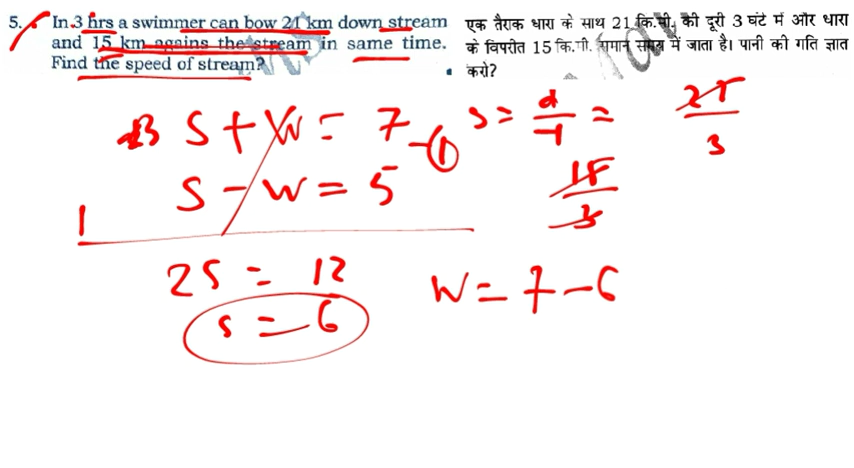 5. In 3 hrs a swimmer can bow 21 km down stream
and 15 km agains the stream in same time.
Find the speed of stream?
एक तैराक धारा के साथ 21 कि.मी. की दूरी 3 घंटे में और धारा
के विपरीत 15 कि.मी. समान समय में जाता है। पानी की गति ज्ञात
करो?
S + W = 7 -①
S - W = 5
2S = 12
s = 6
s = d/T = 21/3
15/3
W = 7 - 6